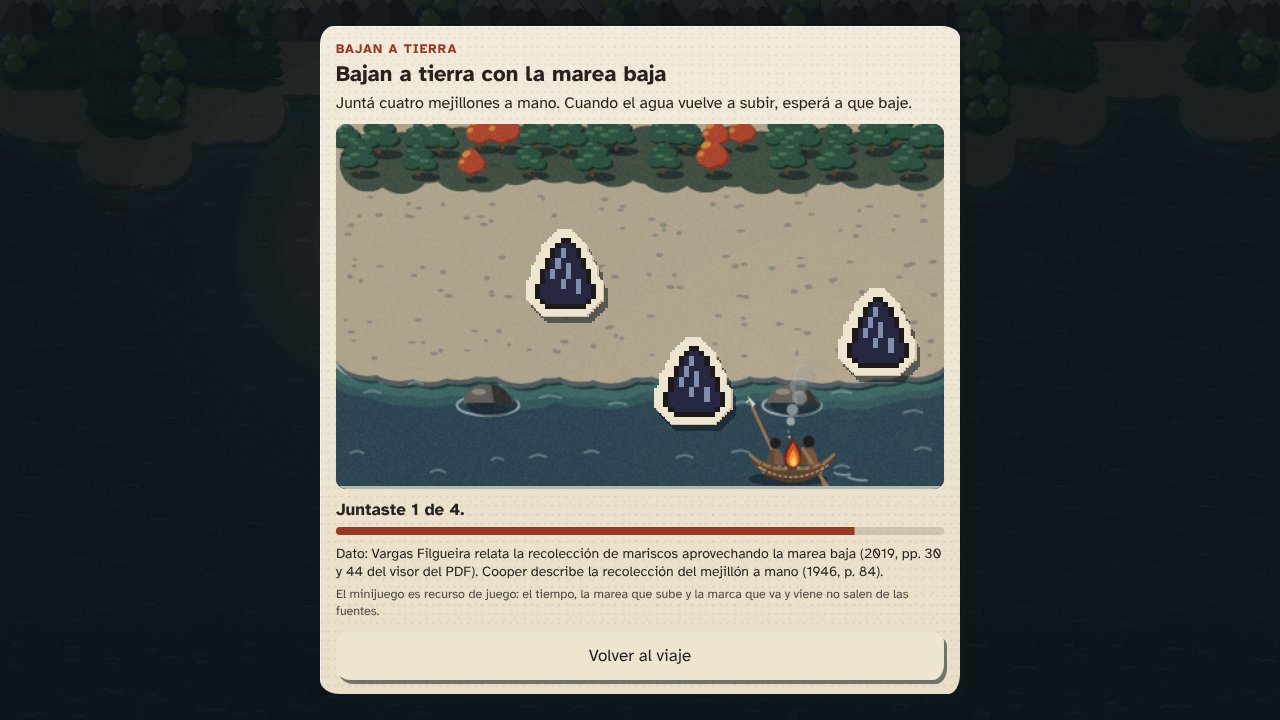 BAJAN A TIERRA
Bajan a tierra con la marea baja
Juntá cuatro mejillones a mano. Cuando el agua vuelve a subir, esperá a que baje.
Juntaste 1 de 4.
Dato: Vargas Filgueira relata la recolección de mariscos aprovechando la marea baja (2019, pp. 30
y 44 del visor del PDF). Cooper describe la recolección del mejillón a mano (1946, p. 84).
El minijuego es recurso de juego: el tiempo, la marea que sube y la marca que va y viene no salen de las
fuentes.
Volver al viaje